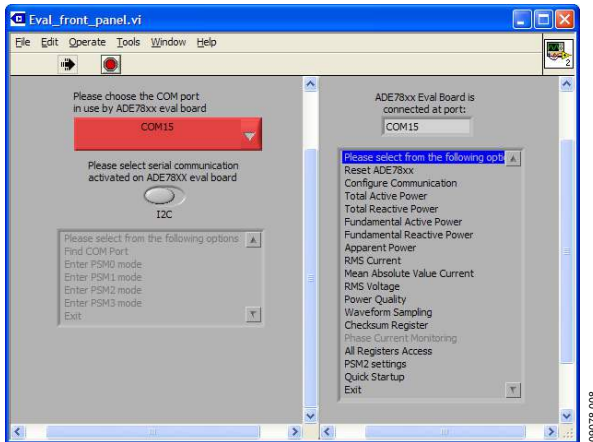 Eval_front_panel.vi
File Edit Operate Tools Window Help
2
Please choose the COM port
in use by ADE78xx eval board
COM15
Please select serial communication
activated on ADE78XX eval board
I2C
Please select from the following options
Find COM Port
Enter PSM0 mode
Enter PSM1 mode
Enter PSM2 mode
Enter PSM3 mode
Exit
ADE78xx Eval Board is
connected at port:
COM15
Please select from the following opti
Reset ADE78xx
Configure Communication
Total Active Power
Total Reactive Power
Fundamental Active Power
Fundamental Reactive Power
Apparent Power
RMS Current
Mean Absolute Value Current
RMS Voltage
Power Quality
Waveform Sampling
Checksum Register
Phase Current Monitoring
All Registers Access
PSM2 settings
Quick Startup
Exit